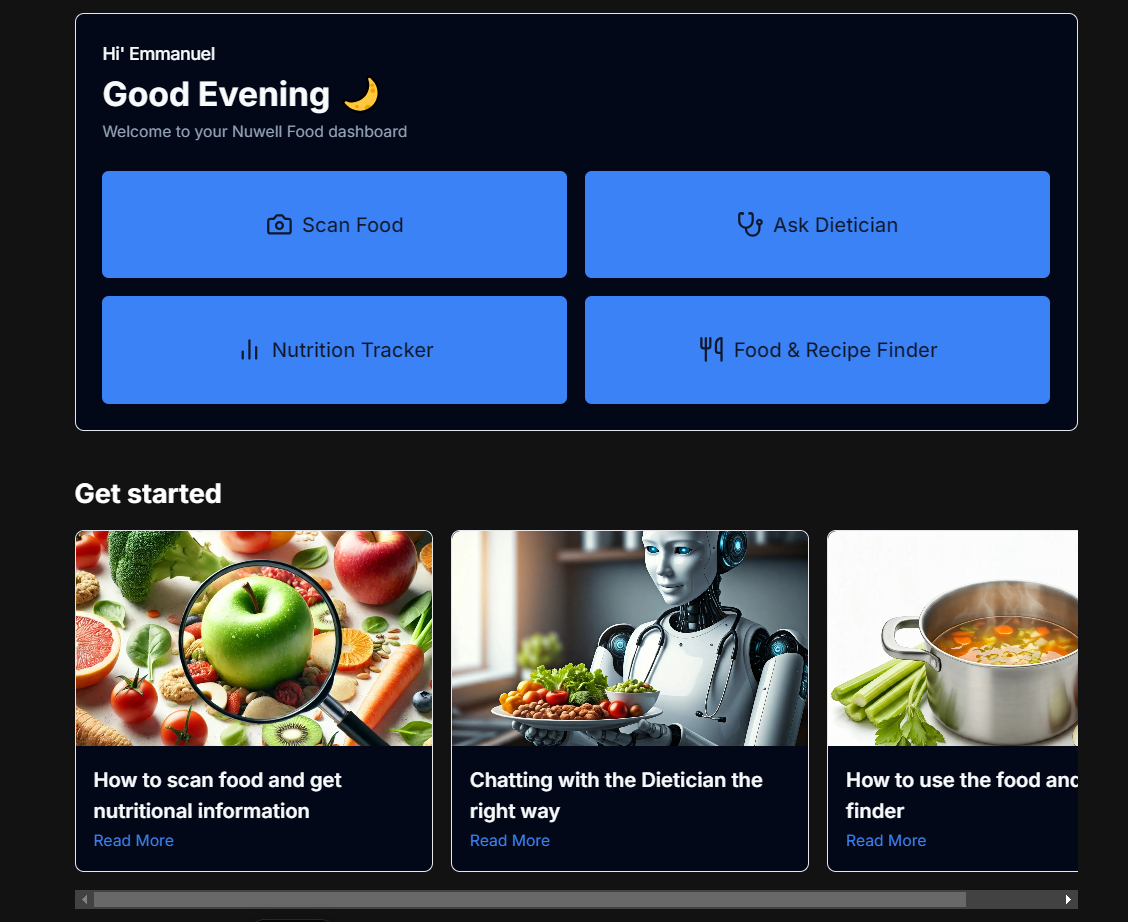 Hi' Emmanuel
Good Evening 🌙
Welcome to your Nuwell Food dashboard
Scan Food
Ask Dietician
Nutrition Tracker
Food & Recipe Finder
Get started
How to scan food and get
nutritional information
Read More
Chatting with the Dietician the
right way
Read More
How to use the food and
finder
Read More